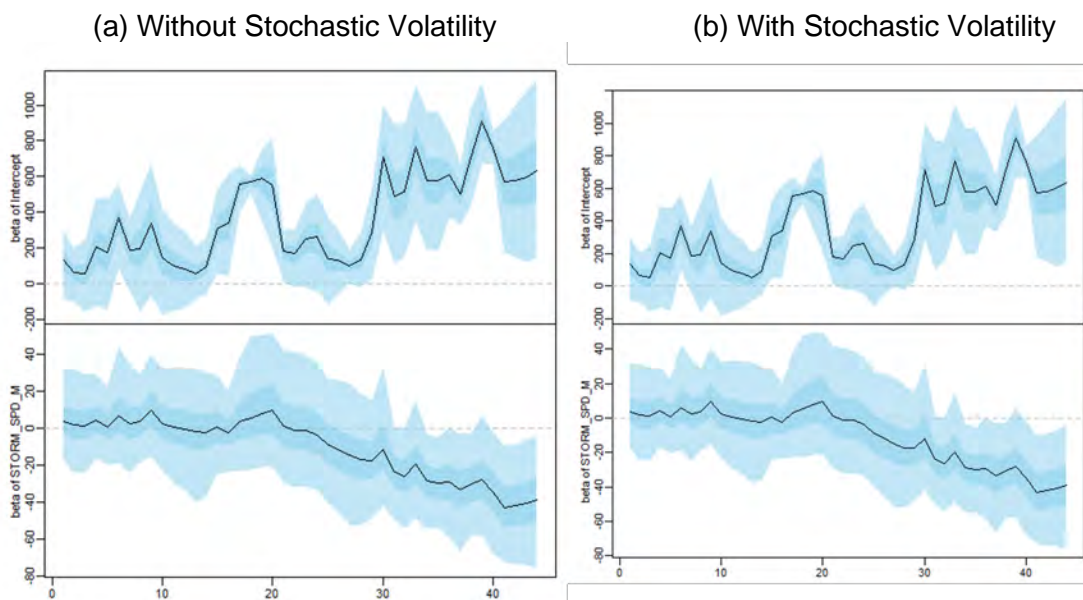 (a) Without Stochastic Volatility
(b) With Stochastic Volatility
beta of Intercept
-200 0 200 400 600 800 1000
beta of STORM_SPD_M
-80 -60 -40 -20 0 20 40
0 10 20 30 40
beta of Intercept
-200 0 200 400 600 800 1000
beta of STORM_SPD_M
-80 -60 -40 -20 0 20 40
0 10 20 30 40